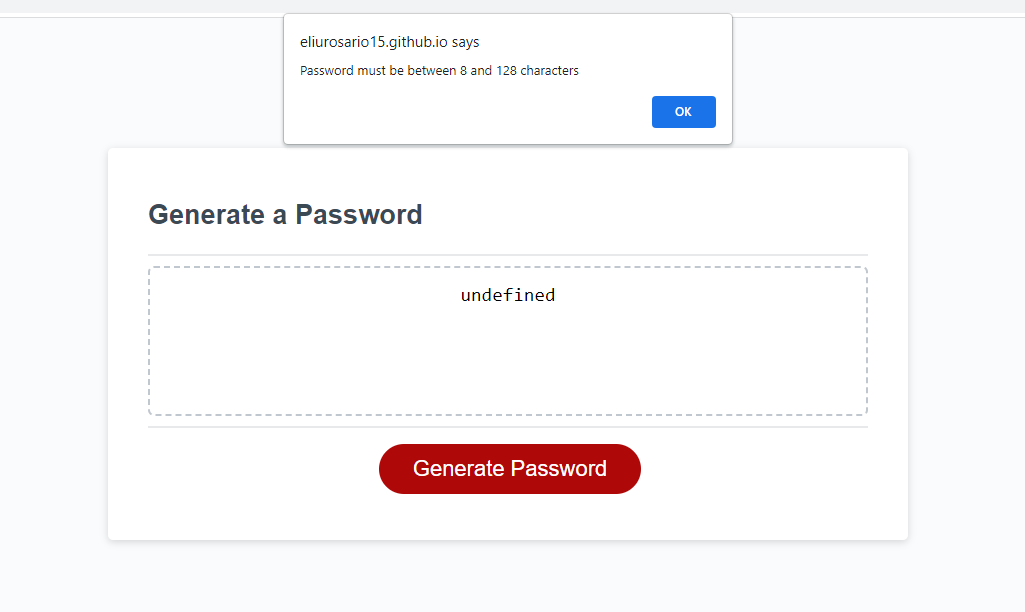 eliurosario15.github.io says
Password must be between 8 and 128 characters
OK
Generate a Password
undefined
Generate Password